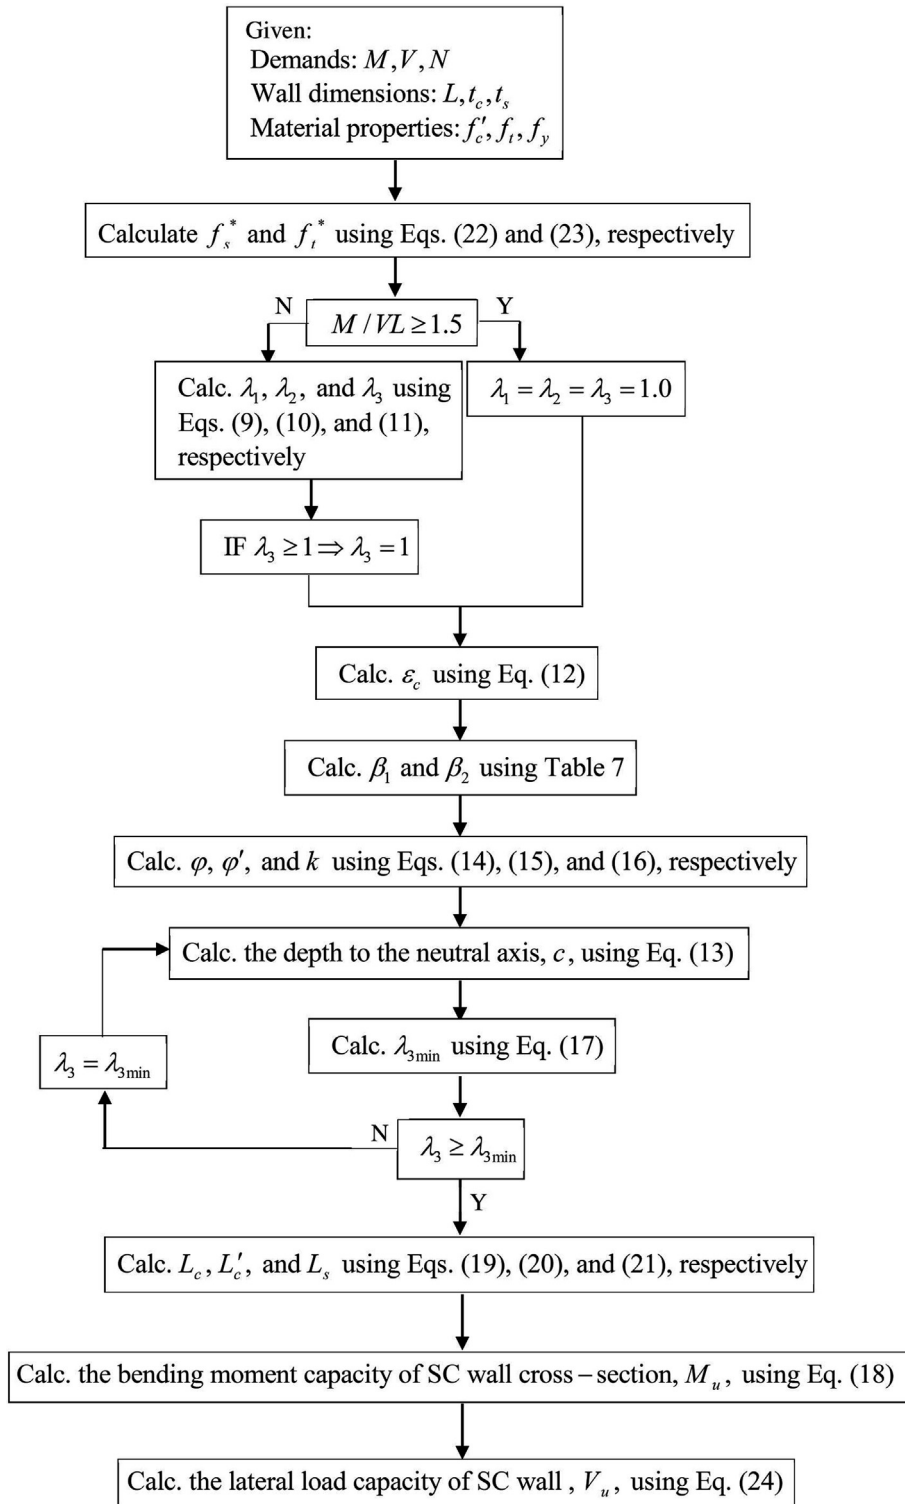 Given:
Demands: M, V, N
Wall dimensions: L, t_c, t_s
Material properties: f_c′, f_t, f_y
Calculate f_s^* and f_t^* using Eqs. (22) and (23), respectively
N
M / VL ≥ 1.5
Y
Calc. λ_1, λ_2, and λ_3 using
Eqs. (9), (10), and (11),
respectively
λ_1 = λ_2 = λ_3 = 1.0
IF λ_3 ≥ 1 ⇒ λ_3 = 1
Calc. ε_c using Eq. (12)
Calc. β_1 and β_2 using Table 7
Calc. φ, φ′, and k using Eqs. (14), (15), and (16), respectively
Calc. the depth to the neutral axis, c, using Eq. (13)
Calc. λ_3min using Eq. (17)
λ_3 = λ_3min
N
λ_3 ≥ λ_3min
Y
Calc. L_c, L_c′, and L_s using Eqs. (19), (20), and (21), respectively
Calc. the bending moment capacity of SC wall cross − section, M_u, using Eq. (18)
Calc. the lateral load capacity of SC wall , V_u, using Eq. (24)